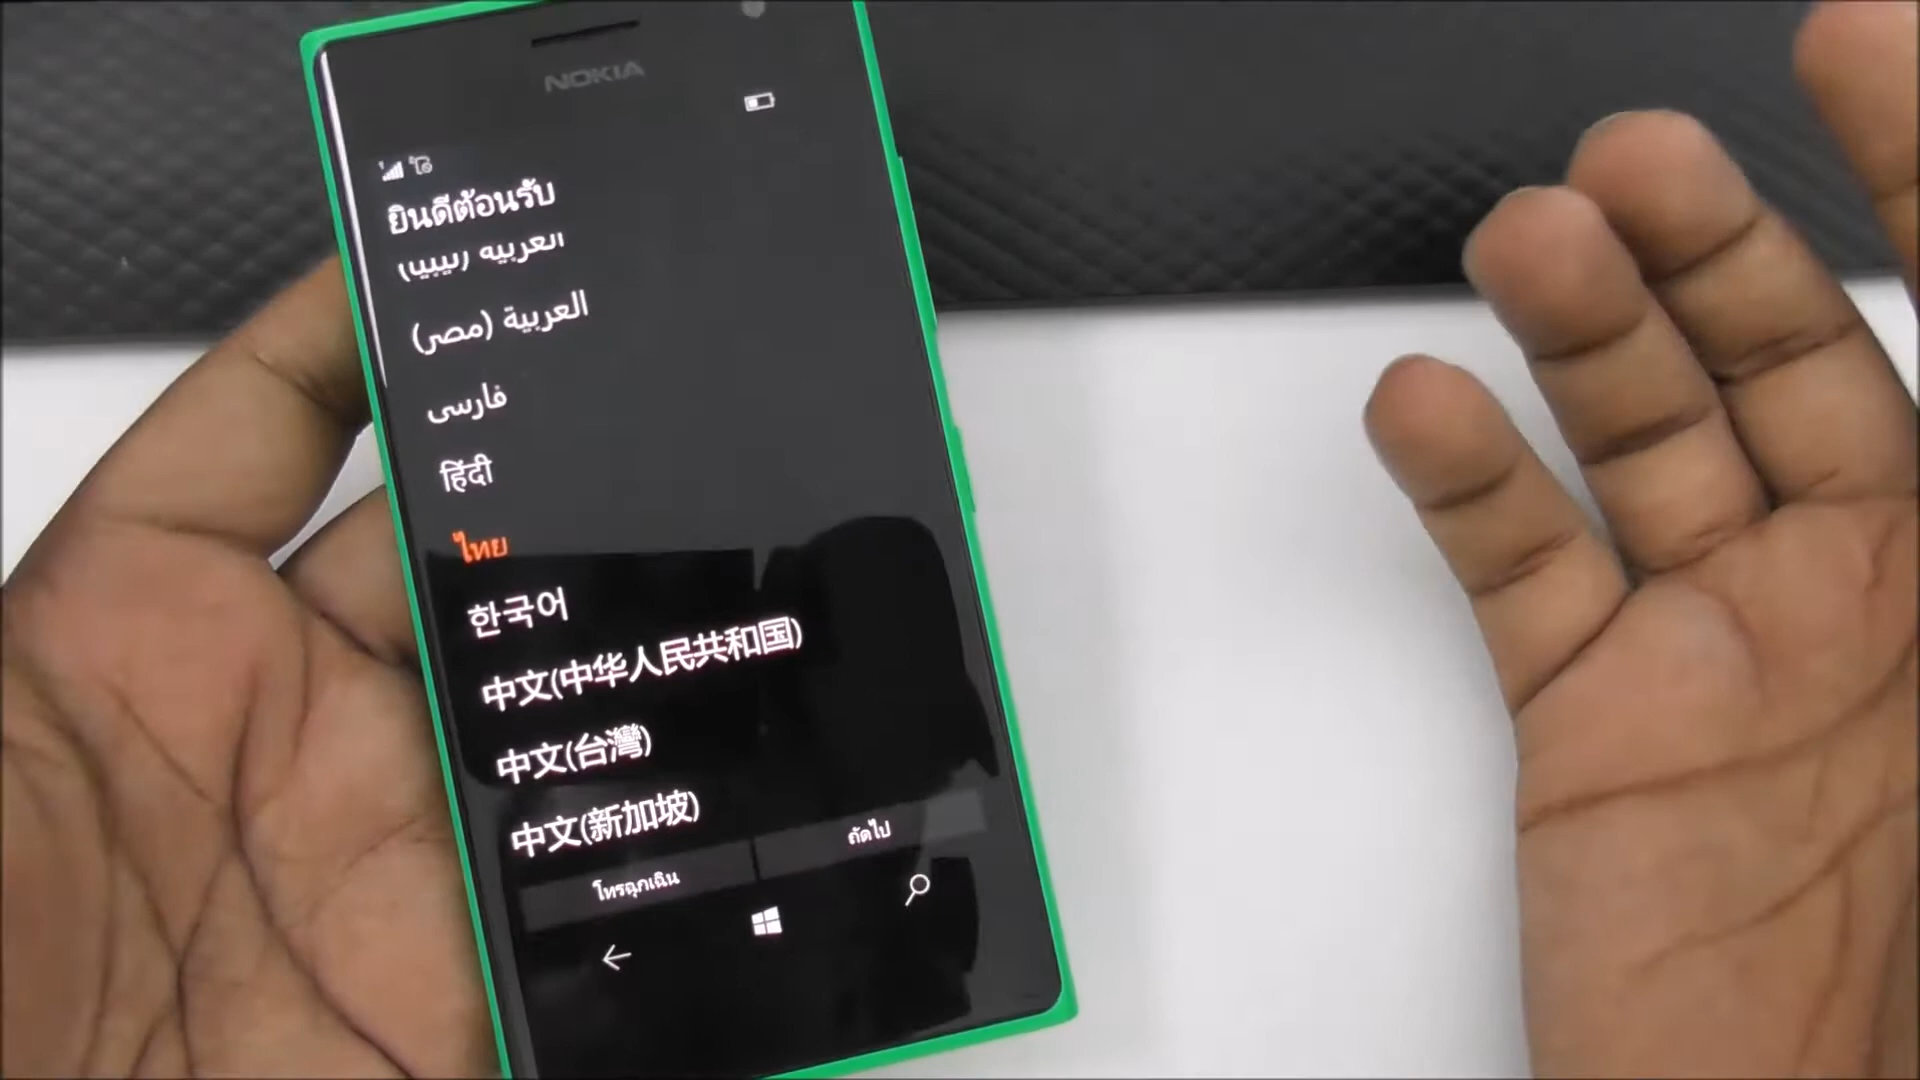 NOKIA
ยินดีต้อนรับ
العربية (ليبيا)
العربية (مصر)
فارسی
हिंदी
ไทย
한국어
中文(中华人民共和国)
中文(台灣)
中文(新加坡)
โทรฉุกเฉิน
ถัดไป